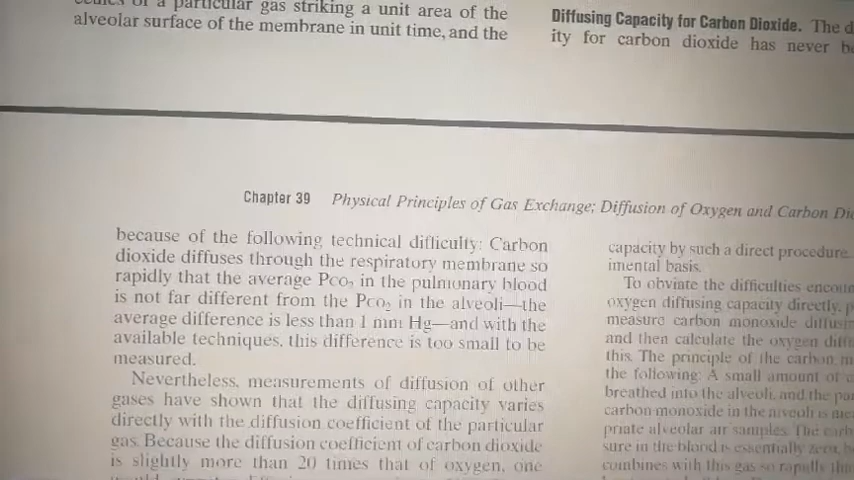 of a particular gas striking a unit area of the
alveolar surface of the membrane in unit time, and the
Diffusing Capacity for Carbon Dioxide. The
ity for carbon dioxide has never
Chapter 39 Physical Principles of Gas Exchange; Diffusion of Oxygen and Carbon
because of the following technical difficulty: Carbon
dioxide diffuses through the respiratory membrane so
rapidly that the average Pco₂ in the pulmonary blood
is not far different from the Pco₂ in the alveoli—the
average difference is less than 1 mm Hg—and with the
available techniques, this difference is too small to be
measured.
Nevertheless, measurements of diffusion of other
gases have shown that the diffusing capacity varies
directly with the diffusion coefficient of the particular
gas. Because the diffusion coefficient of carbon dioxide
is slightly more than 20 times that of oxygen, one
capacity by such a direct procedure
imental basis.
To obviate the difficulties
oxygen diffusing capacity directly,
measure carbon monoxide
and then calculate the oxygen
this. The principle of the carbon
the following: A small amount of
breathed into the alveoli, and the
carbon monoxide in the alveoli is
priate alveolar air samples. The
sure in the blood is essentially zero,
combines with this gas so rapidly